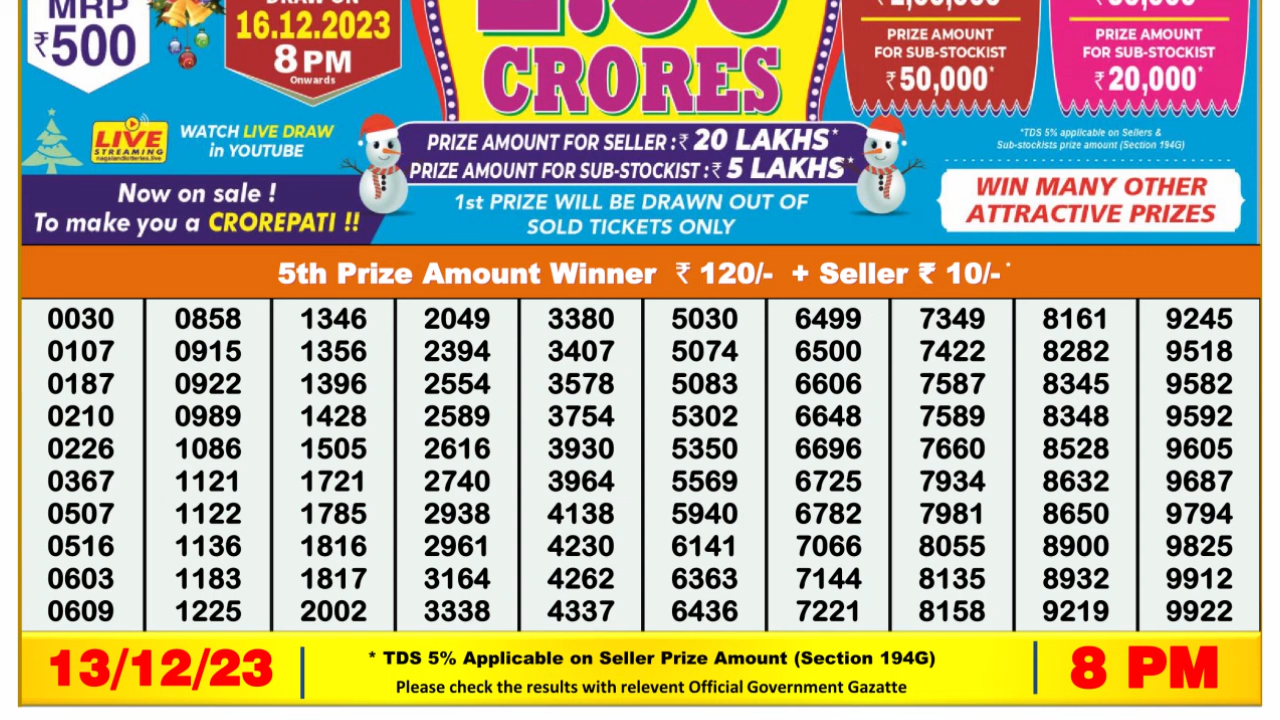 MRP
₹500
DRAW ON
16.12.2023
8 PM
Onwards
CRORES
PRIZE AMOUNT
FOR SUB-STOCKIST
₹ 50,000*
PRIZE AMOUNT
FOR SUB-STOCKIST
₹ 20,000*
LIVE
STREAMING
nagalandlotteries.live
WATCH LIVE DRAW
in YOUTUBE
PRIZE AMOUNT FOR SELLER :₹ 20 LAKHS*
PRIZE AMOUNT FOR SUB-STOCKIST :₹ 5 LAKHS*
*TDS 5% applicable on Sellers &
Sub-stockists prize amount (Section 194G)
Now on sale !
To make you a CROREPATI !!
1st PRIZE WILL BE DRAWN OUT OF
SOLD TICKETS ONLY
WIN MANY OTHER
ATTRACTIVE PRIZES
5th Prize Amount Winner ₹ 120/- + Seller ₹ 10/-*
0030 0858 1346 2049 3380 5030 6499 7349 8161 9245
0107 0915 1356 2394 3407 5074 6500 7422 8282 9518
0187 0922 1396 2554 3578 5083 6606 7587 8345 9582
0210 0989 1428 2589 3754 5302 6648 7589 8348 9592
0226 1086 1505 2616 3930 5350 6696 7660 8528 9605
0367 1121 1721 2740 3964 5569 6725 7934 8632 9687
0507 1122 1785 2938 4138 5940 6782 7981 8650 9794
0516 1136 1816 2961 4230 6141 7066 8055 8900 9825
0603 1183 1817 3164 4262 6363 7144 8135 8932 9912
0609 1225 2002 3338 4337 6436 7221 8158 9219 9922
13/12/23
* TDS 5% Applicable on Seller Prize Amount (Section 194G)
Please check the results with relevent Official Government Gazatte
8 PM